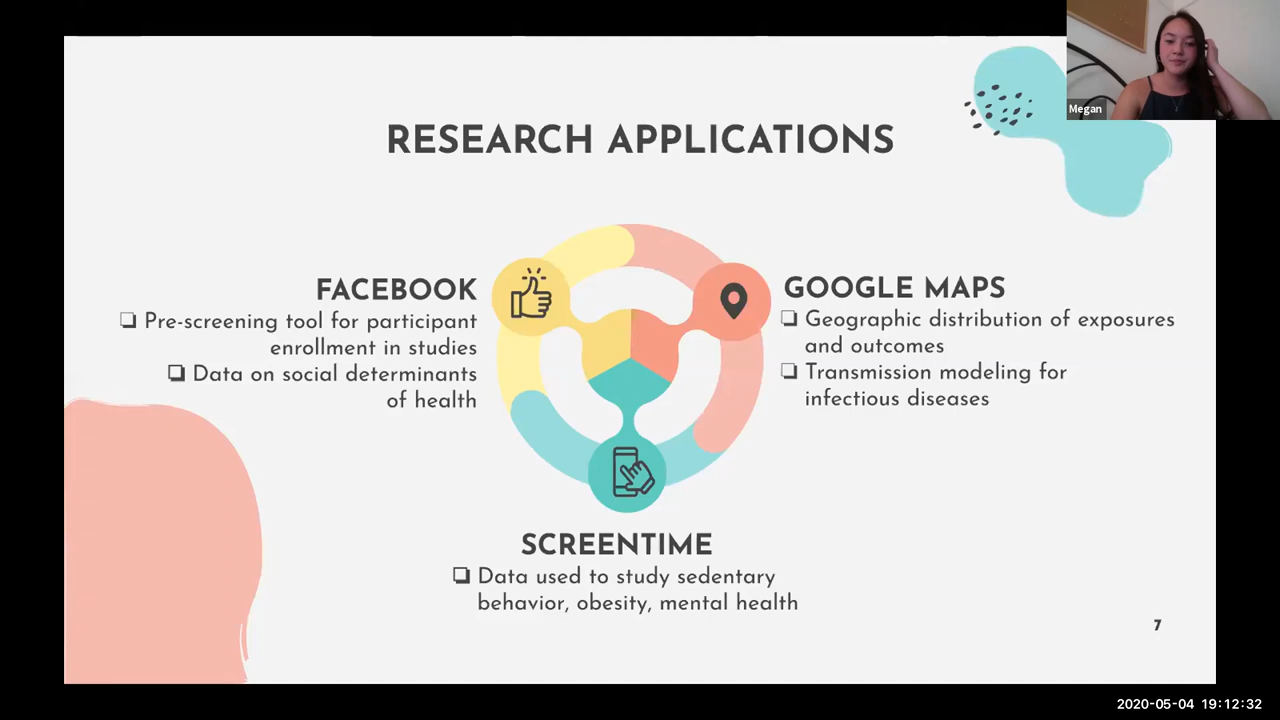 Megan
RESEARCH APPLICATIONS
FACEBOOK
Pre-screening tool for participant
enrollment in studies
Data on social determinants
of health
GOOGLE MAPS
Geographic distribution of exposures
and outcomes
Transmission modeling for
infectious diseases
SCREENTIME
Data used to study sedentary
behavior, obesity, mental health
7
2020-05-04 19:12:32